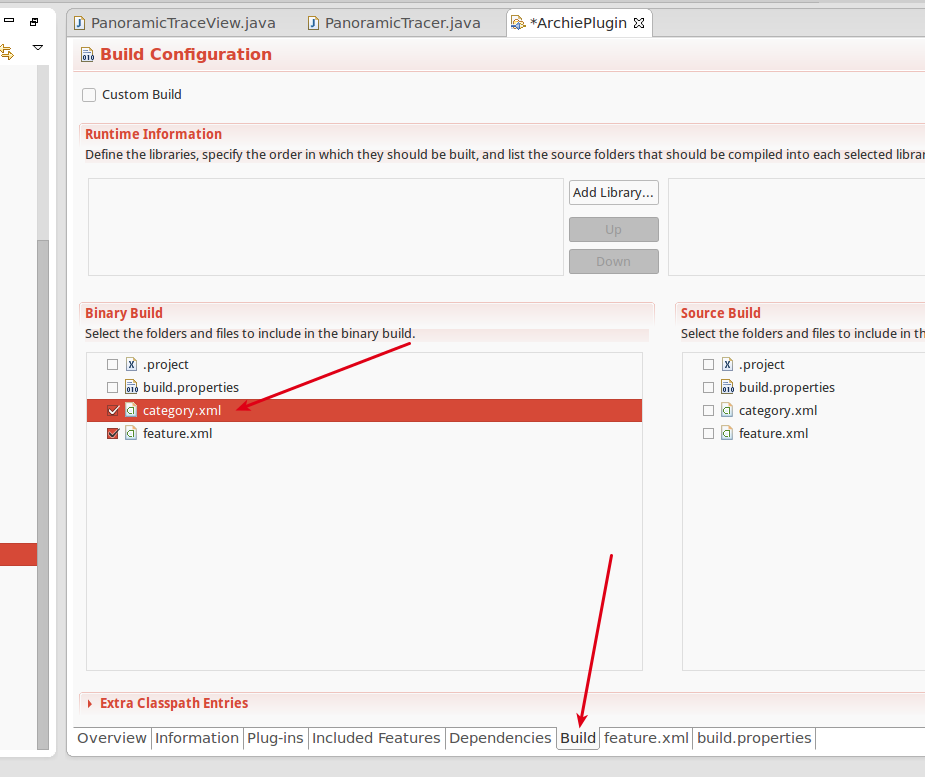 PanoramicTraceView.java PanoramicTracer.java *ArchiePlugin
Build Configuration
Custom Build
Runtime Information
Define the libraries, specify the order in which they should be built, and list the source folders that should be compiled into each selected
Add Library...
Up
Down
Binary Build
Select the folders and files to include in the binary build.
.project
build.properties
category.xml
feature.xml
Source Build
Select the folders and files to include in
.project
build.properties
category.xml
feature.xml
Extra Classpath Entries
Overview Information Plug-ins Included Features Dependencies Build feature.xml build.properties